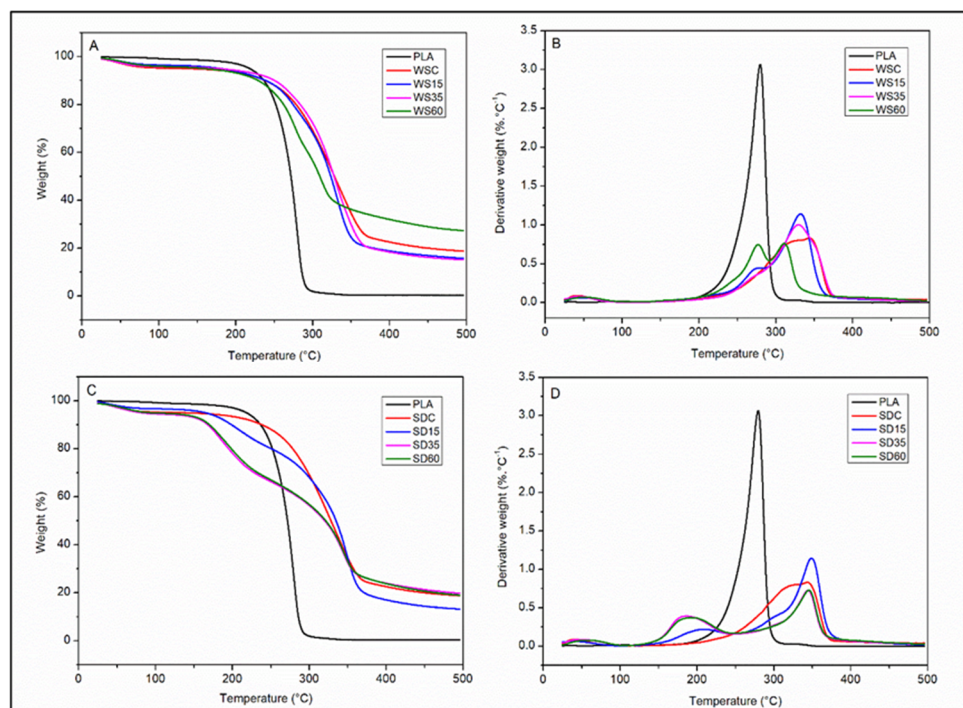 A
PLA
WSC
WS15
WS35
WS60
Weight (%)
100
80
60
40
20
0
0 100 200 300 400 500
Temperature (°C)
B
PLA
WSC
WS15
WS35
WS60
Derivative weight (%.°C⁻¹)
3.5
3.0
2.5
2.0
1.5
1.0
0.5
0.0
0 100 200 300 400 500
Temperature (°C)
C
PLA
SDC
SD15
SD35
SD60
Weight (%)
100
80
60
40
20
0
0 100 200 300 400 500
Temperature (°C)
D
PLA
SDC
SD15
SD35
SD60
Derivative weight (%.°C⁻¹)
3.5
3.0
2.5
2.0
1.5
1.0
0.5
0.0
0 100 200 300 400 500
Temperature (°C)